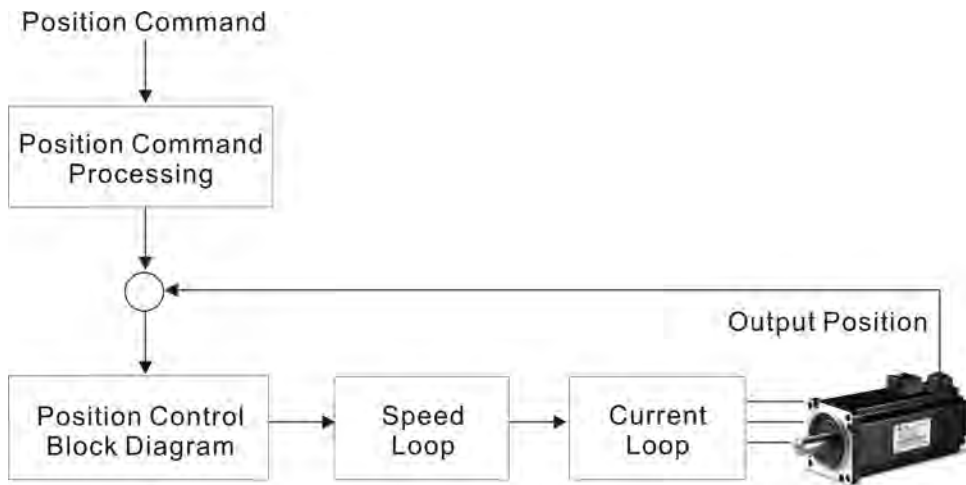 Position Command
Position Command
Processing
Output Position
Position Control
Block Diagram
Speed
Loop
Current
Loop